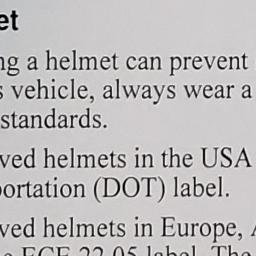 et
ng a helmet can prevent
s vehicle, always wear a
standards.
ved helmets in the USA
portation (DOT) label.
ved helmets in Europe, A
e ECE 22.05 label. The